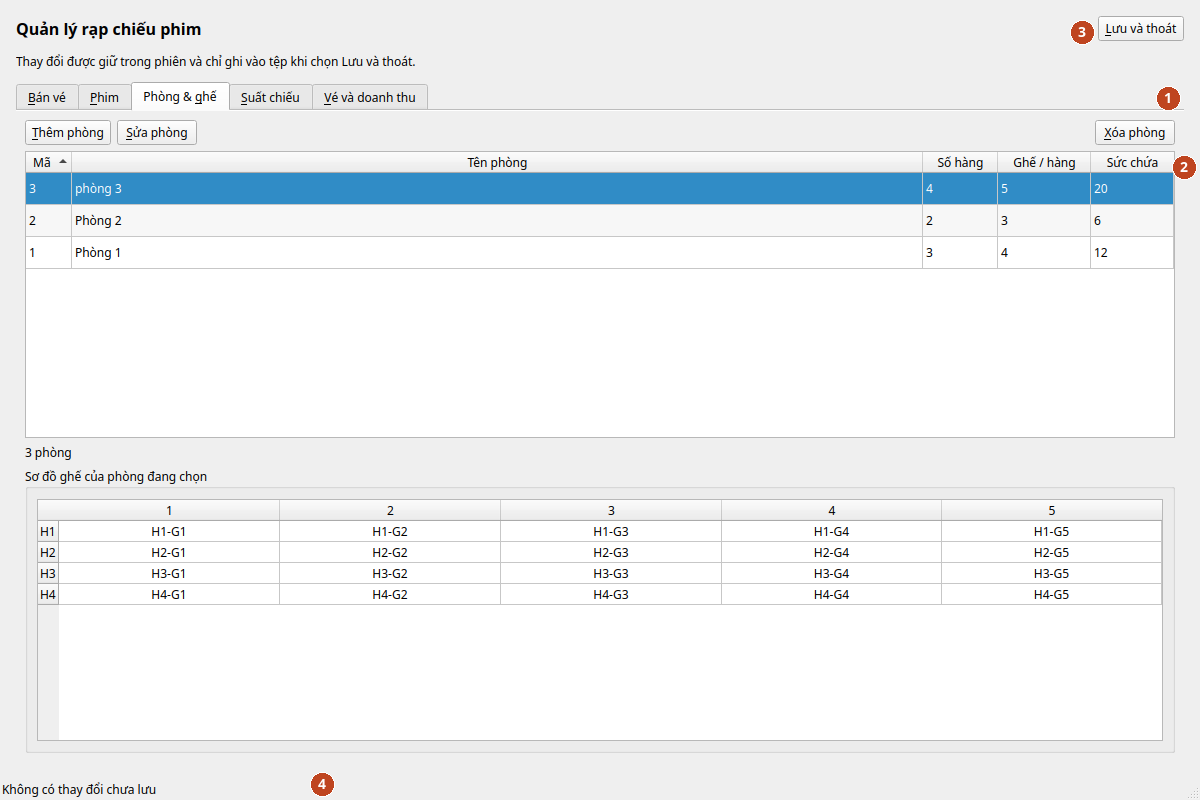 Quản lý rạp chiếu phim
3 Lưu và thoát
Thay đổi được giữ trong phiên và chỉ ghi vào tệp khi chọn Lưu và thoát.
Bán vé Phim Phòng & ghế Suất chiếu Vé và doanh thu 1
Thêm phòng Sửa phòng Xóa phòng
Mã Tên phòng Số hàng Ghế / hàng Sức chứa 2
3 phòng 3 4 5 20
2 Phòng 2 2 3 6
1 Phòng 1 3 4 12
3 phòng
Sơ đồ ghế của phòng đang chọn
1 2 3 4 5
H1 H1-G1 H1-G2 H1-G3 H1-G4 H1-G5
H2 H2-G1 H2-G2 H2-G3 H2-G4 H2-G5
H3 H3-G1 H3-G2 H3-G3 H3-G4 H3-G5
H4 H4-G1 H4-G2 H4-G3 H4-G4 H4-G5
Không có thay đổi chưa lưu 4